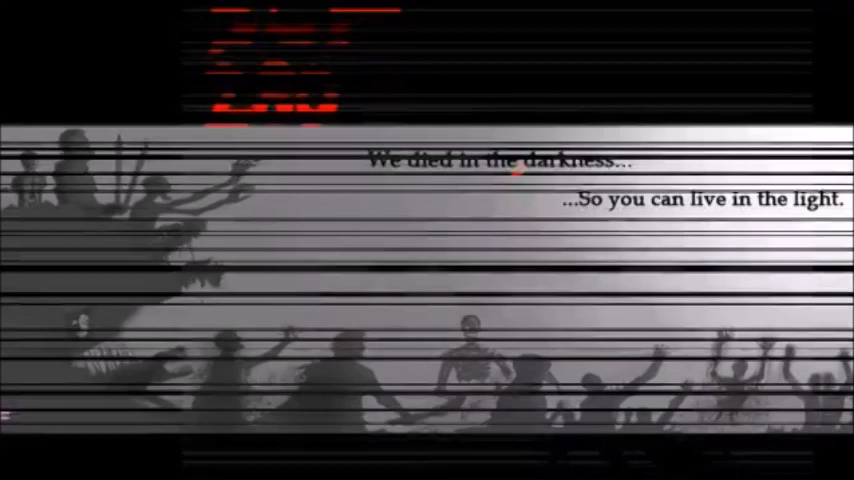 We died in the darkness...
...So you can live in the light.